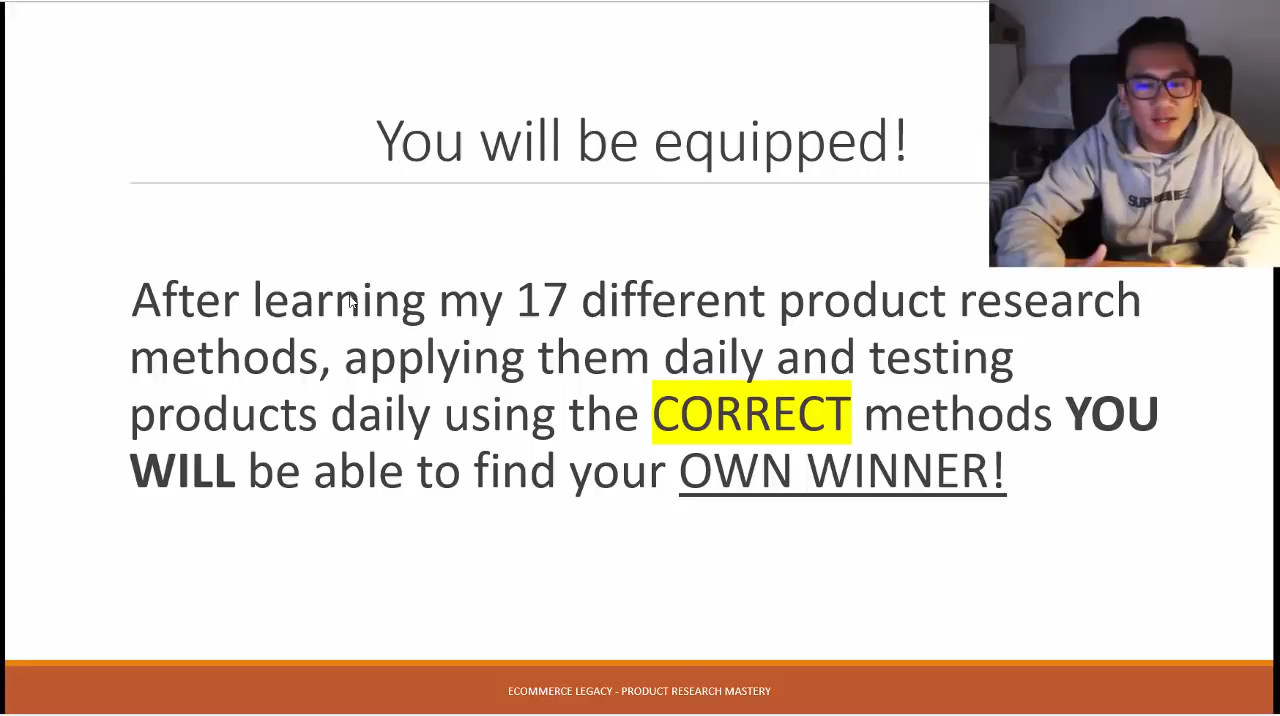 You will be equipped!
After learning my 17 different product research
methods, applying them daily and testing
products daily using the CORRECT methods YOU
WILL be able to find your OWN WINNER!
ECOMMERCE LEGACY - PRODUCT RESEARCH MASTERY